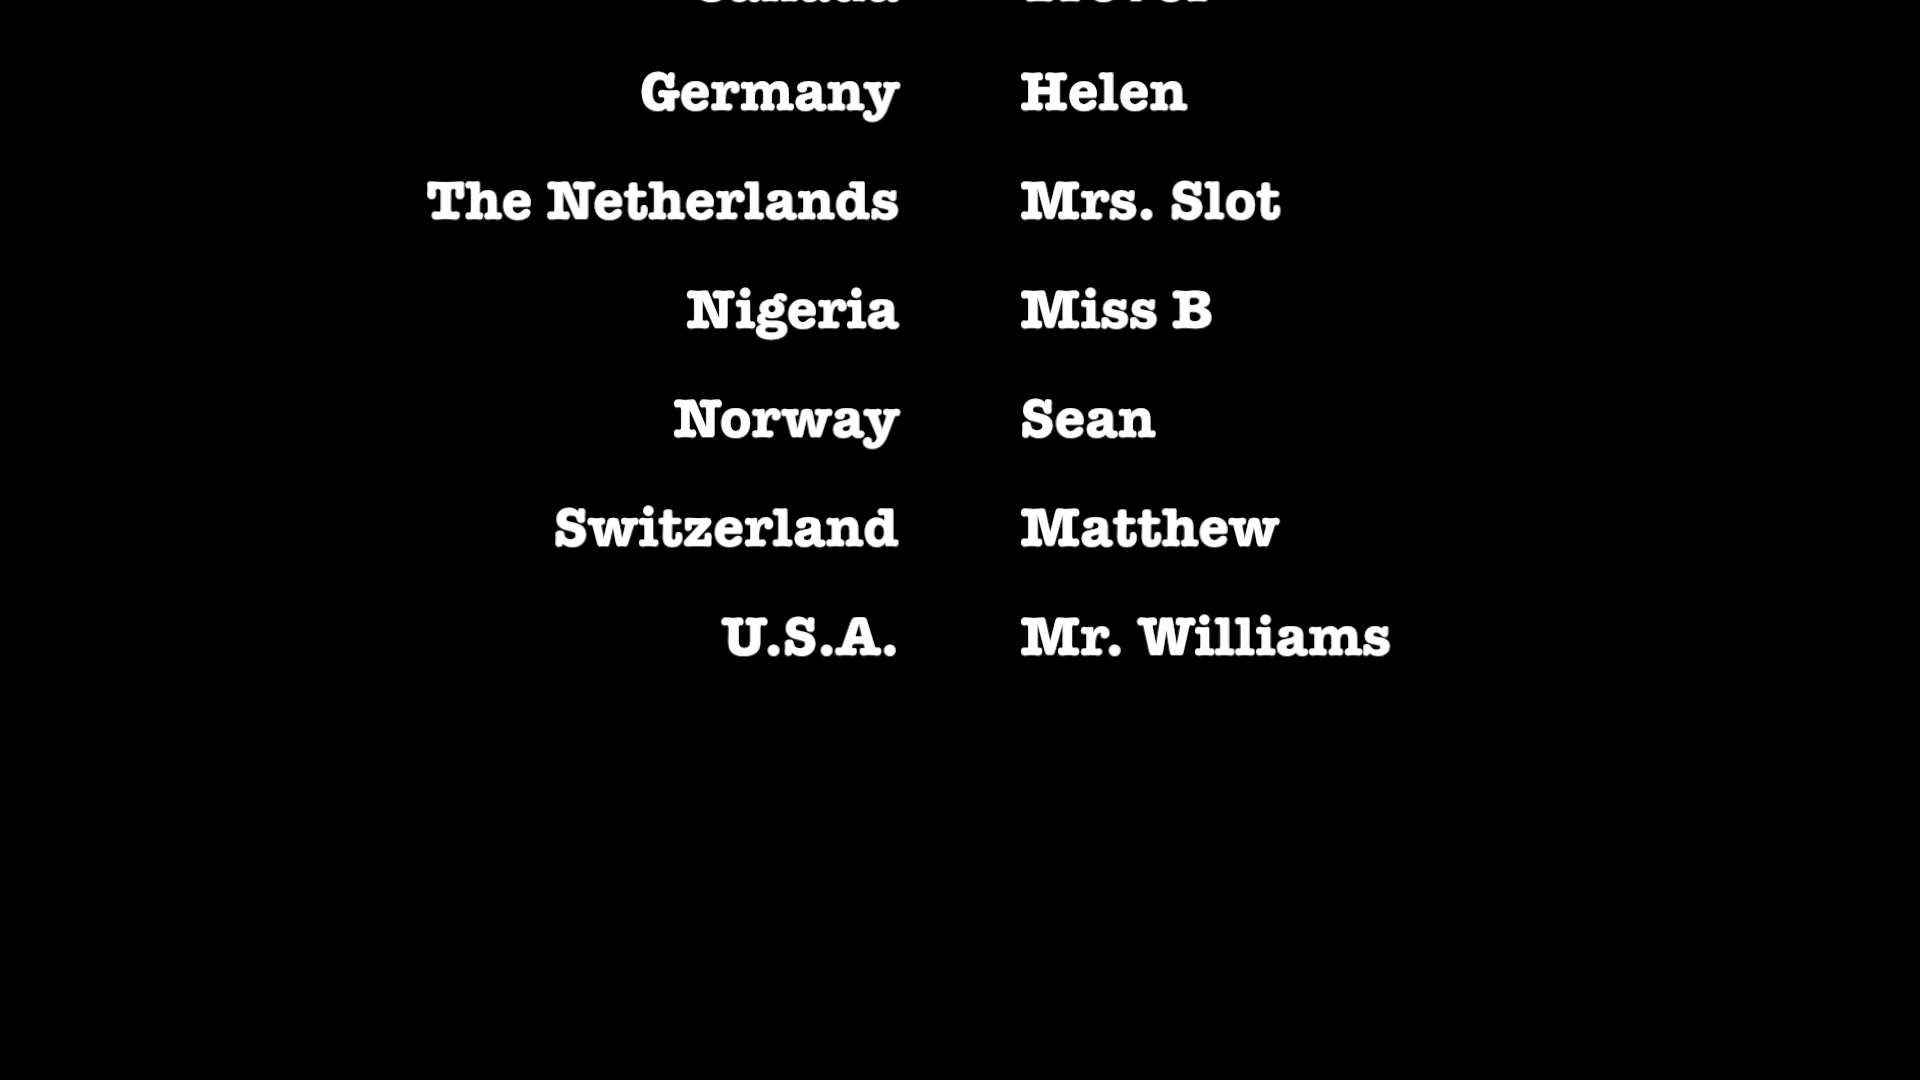 Germany Helen
The Netherlands Mrs. Slot
Nigeria Miss B
Norway Sean
Switzerland Matthew
U.S.A. Mr. Williams